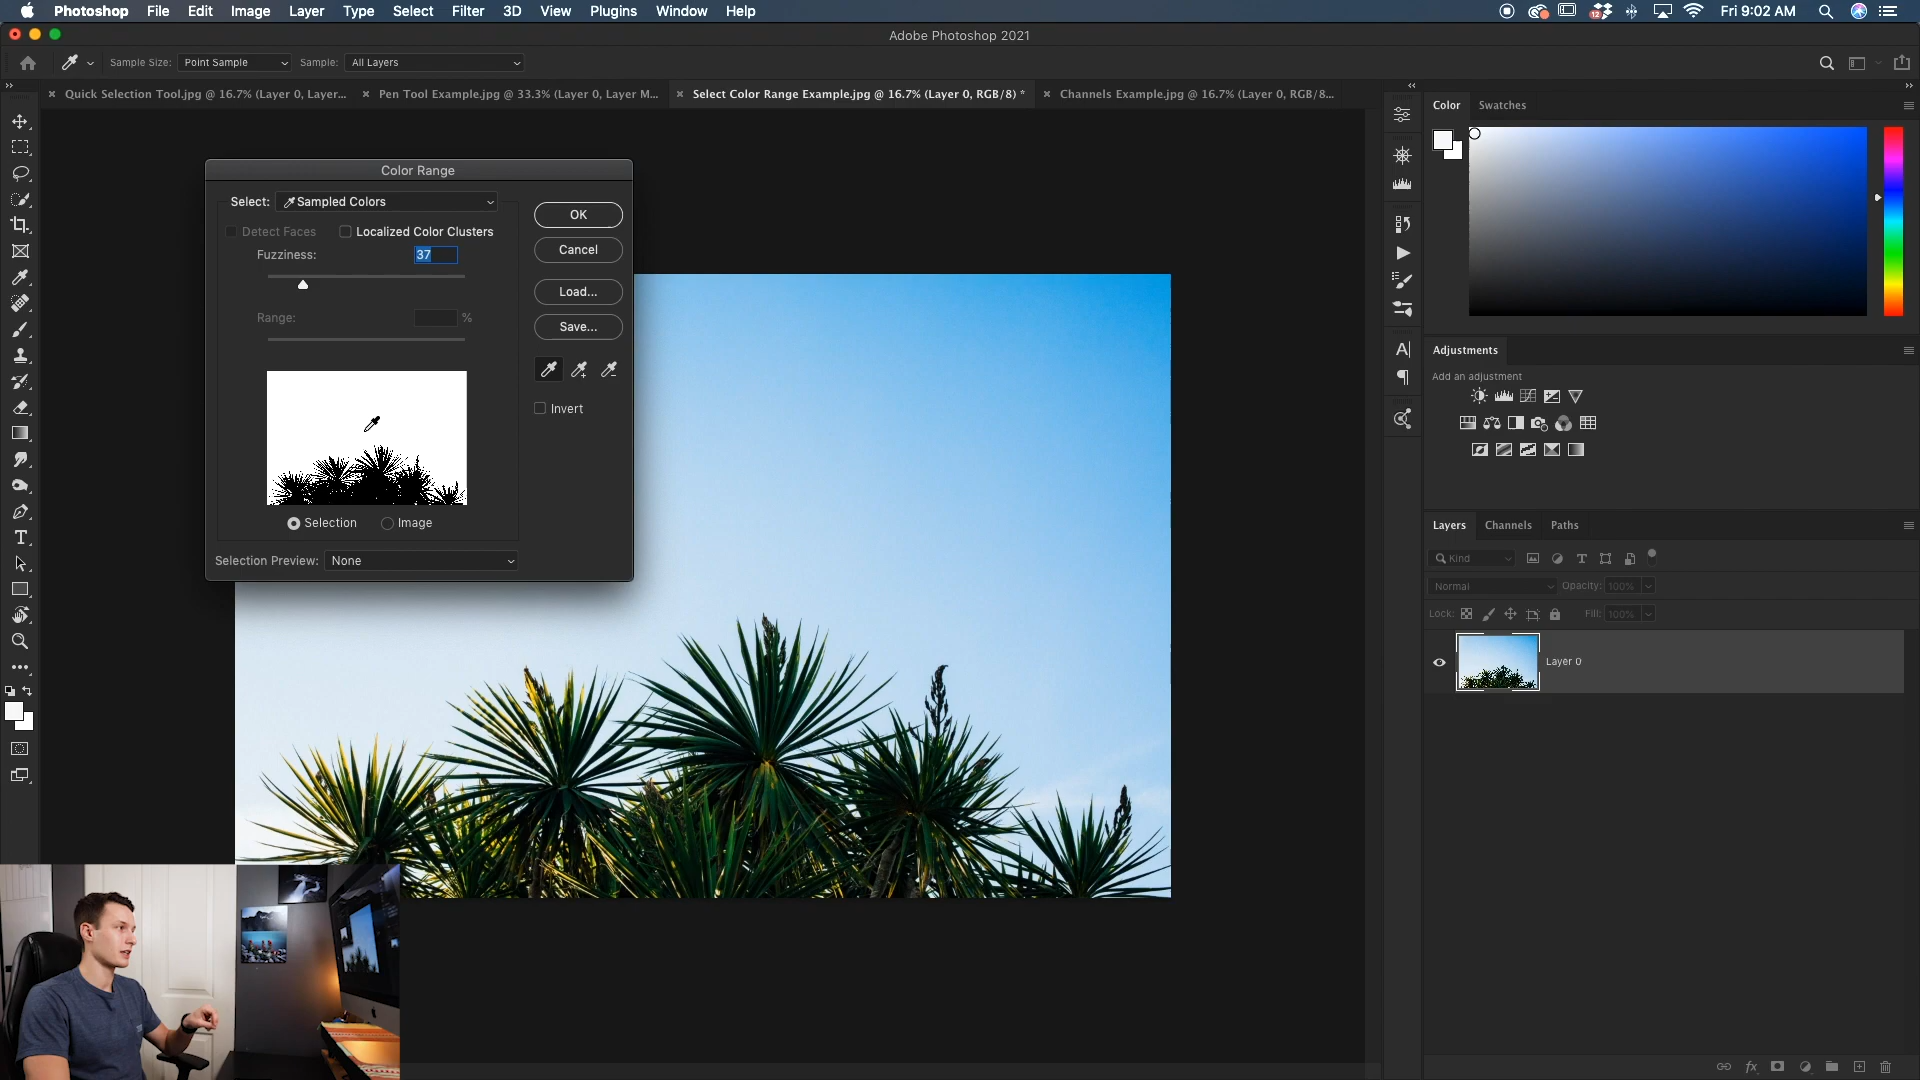 Photoshop File Edit Image Layer Type Select Filter 3D View Plugins Window Help
12 Fri 9:02 AM
Adobe Photoshop 2021
Sample Size: Point Sample Sample: All Layers
Quick Selection Tool.jpg @ 16.7% (Layer 0, Layer... Pen Tool Example.jpg @ 33.3% (Layer 0, Layer M... Select Color Range Example.jpg @ 16.7% (Layer 0, RGB/8) * Channels Example.jpg @ 16.7% (Layer 0, RGB/8...
Color Swatches
Color Range
Select: Sampled Colors
OK
Detect Faces Localized Color Clusters
Fuzziness: 37
Cancel
Load...
Range: %
Save...
Invert
Selection Image
Selection Preview: None
Adjustments
Add an adjustment
Layers Channels Paths
Kind
Normal Opacity: 100%
Lock: Fill: 100%
Layer 0
fx